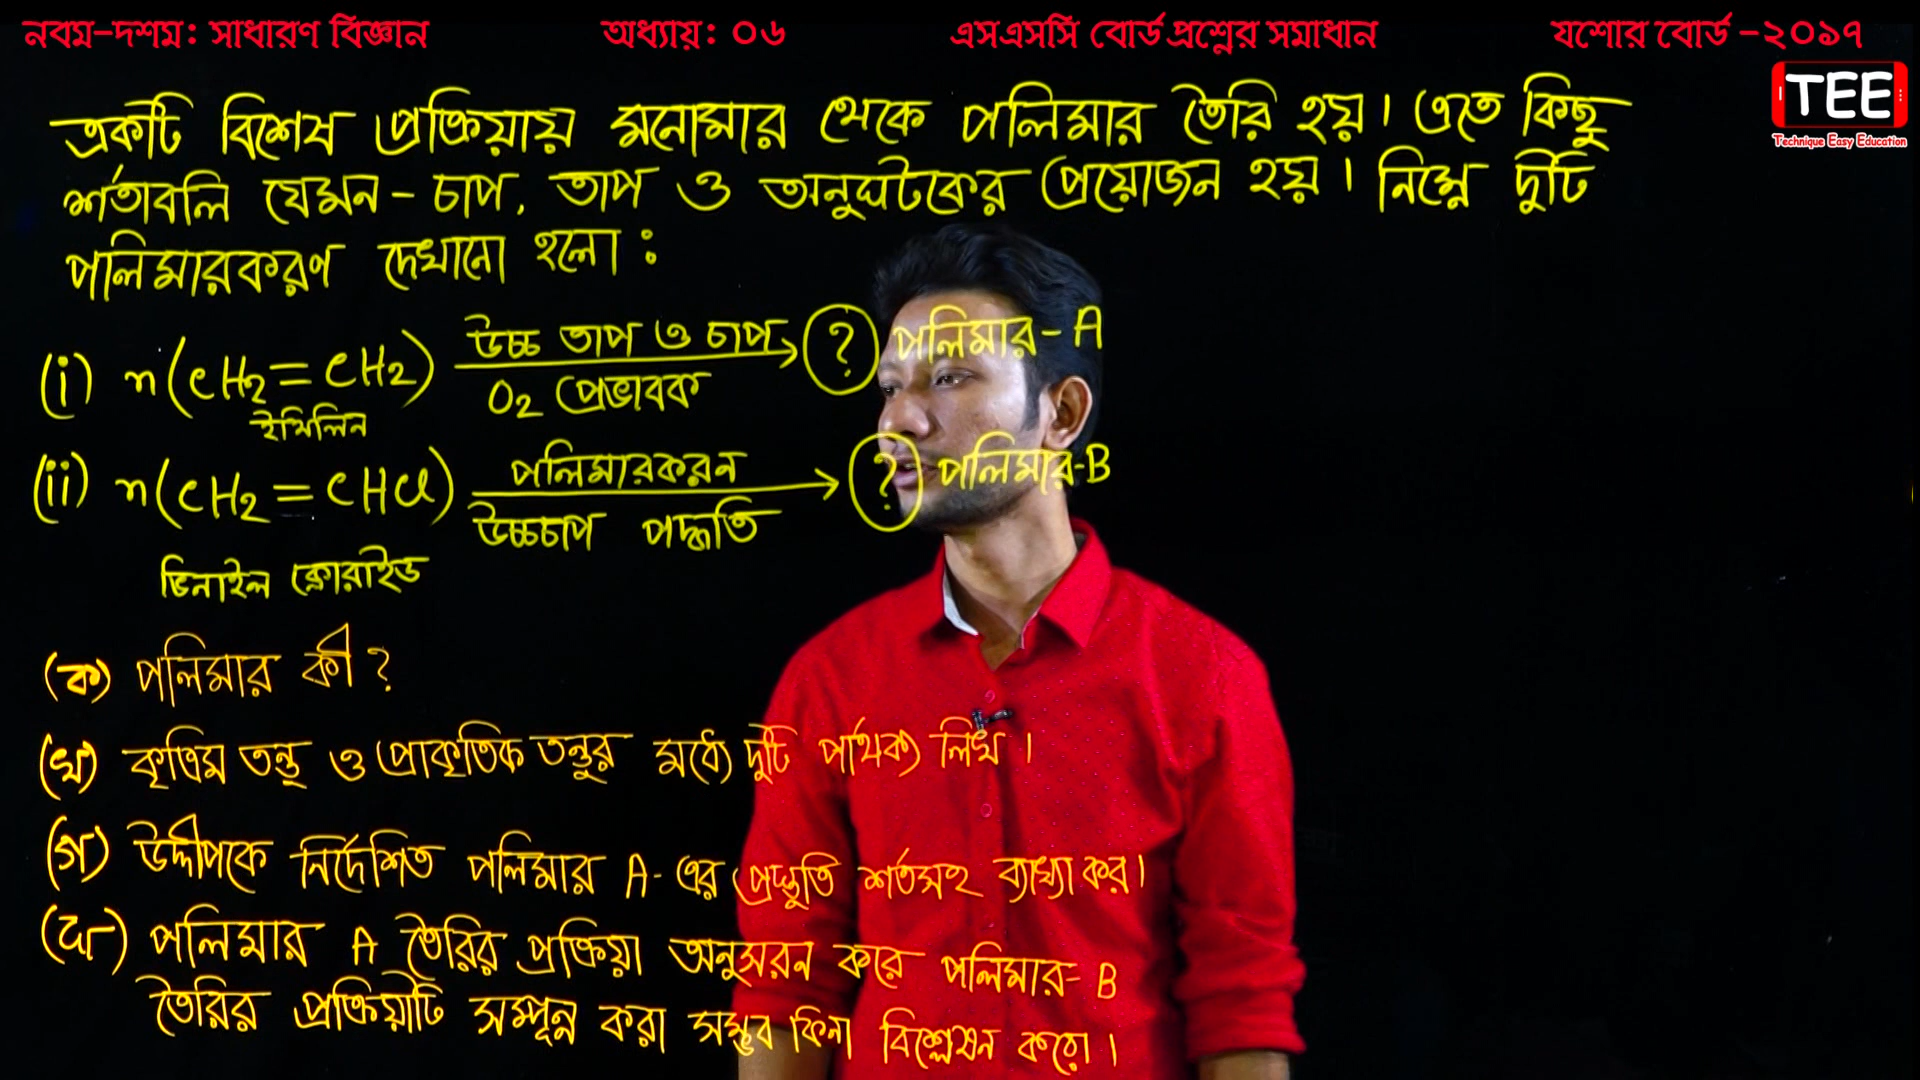 নবম-দশম: সাধারণ বিজ্ঞান অধ্যায়: ০৬ এসএসসি বোর্ড প্রশ্নের সমাধান যশোর বোর্ড -২০১৭
TEE
Technique Easy Education
একটি বিশেষ প্রক্রিয়ায় মনোমার থেকে পলিমার তৈরি হয়। এতে কিছু
শর্তাবলি যেমন- চাপ, তাপ ও অনুঘটকের প্রয়োজন হয়। নিম্নে দুটি
পলিমারকরণ দেখানো হলো :
(i) n(CH2=CH2) উচ্চ তাপ ও চাপ → ? পলিমার-A
O2 প্রভাবক
ইথিলিন
(ii) n(CH2=CHCl) পলিমারকরন → ? পলিমার-B
উচ্চচাপ পদ্ধতি
ভিনাইল ক্লোরাইড
(ক) পলিমার কী?
(খ) কৃত্রিম তন্তু ও প্রাকৃতিক তন্তুর মধ্যে দুটি পার্থক্য লিখ।
(গ) উদ্দীপকে নির্দেশিত পলিমার A-এর প্রস্তুতি শর্তসহ ব্যাখ্যা কর।
(ঘ) পলিমার A তৈরির প্রক্রিয়া অনুসরন করে পলিমার-B
তৈরির প্রক্রিয়াটি সম্পূন্ন করা সম্ভব কিনা বিশ্লেষন করো।